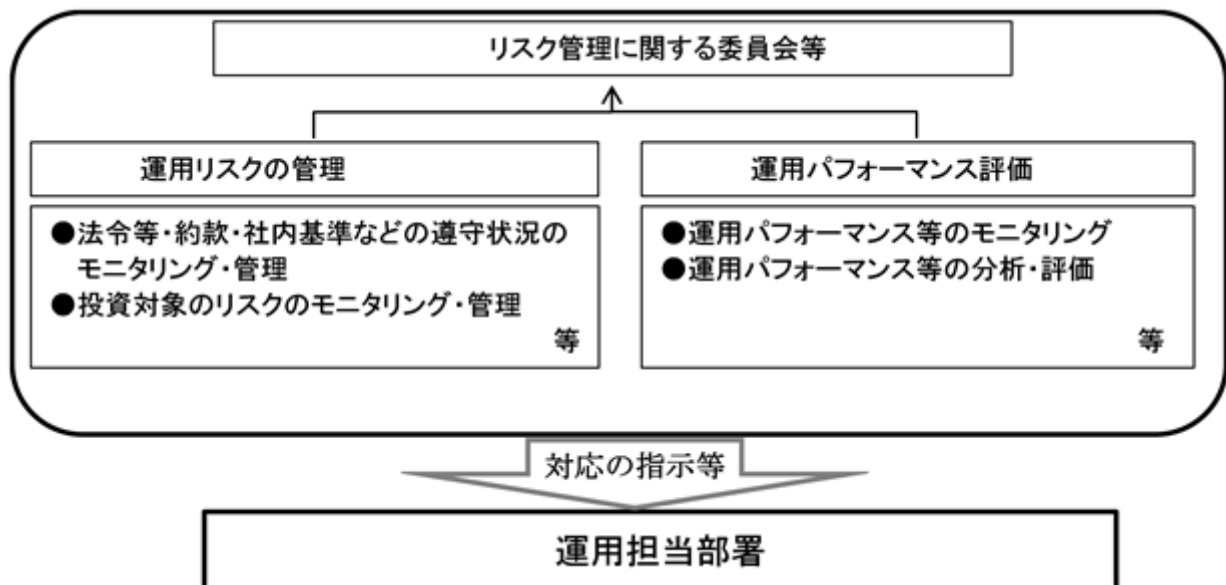 リスク管理に関する委員会等
運用リスクの管理
●法令等・約款・社内基準などの遵守状況の
モニタリング・管理
●投資対象のリスクのモニタリング・管理
等
運用パフォーマンス評価
●運用パフォーマンス等のモニタリング
●運用パフォーマンス等の分析・評価
等
対応の指示等
運用担当部署